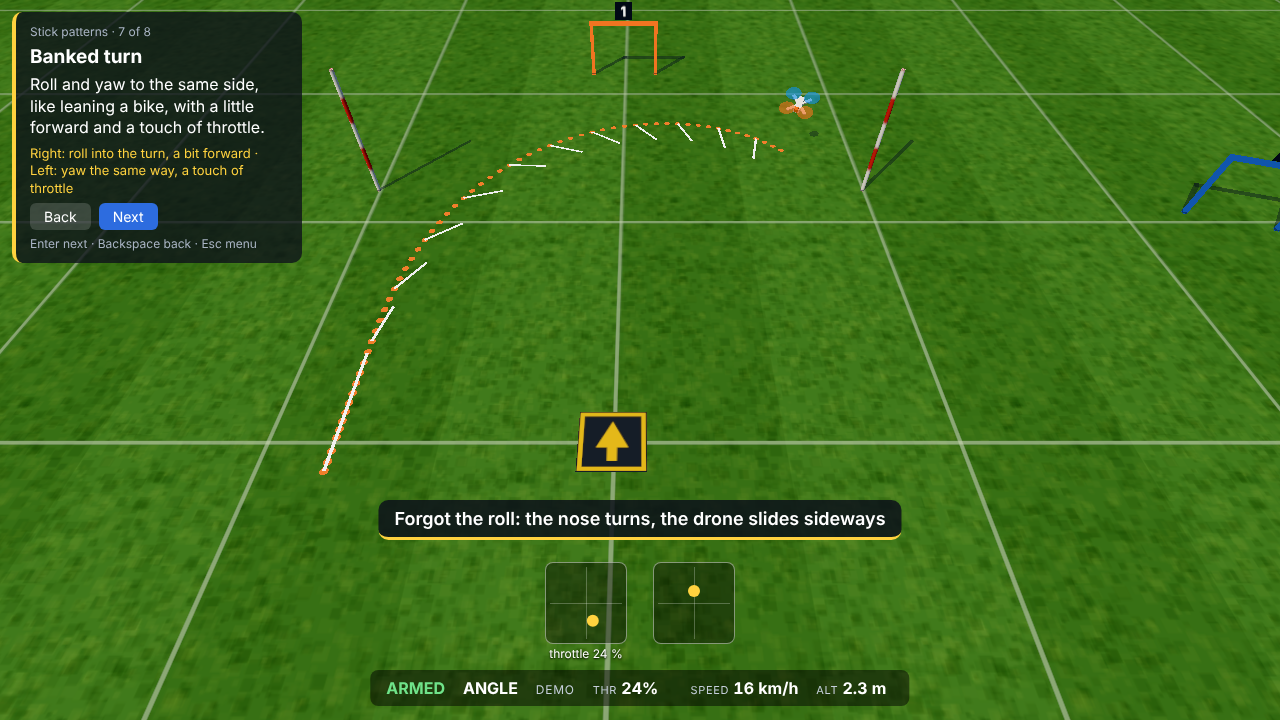 1
Stick patterns · 7 of 8
Banked turn
Roll and yaw to the same side,
like leaning a bike, with a little
forward and a touch of throttle.
Right: roll into the turn, a bit forward ·
Left: yaw the same way, a touch of
throttle
Back Next
Enter next · Backspace back · Esc menu
Forgot the roll: the nose turns, the drone slides sideways
throttle 24 %
ARMED ANGLE DEMO THR 24% SPEED 16 km/h ALT 2.3 m